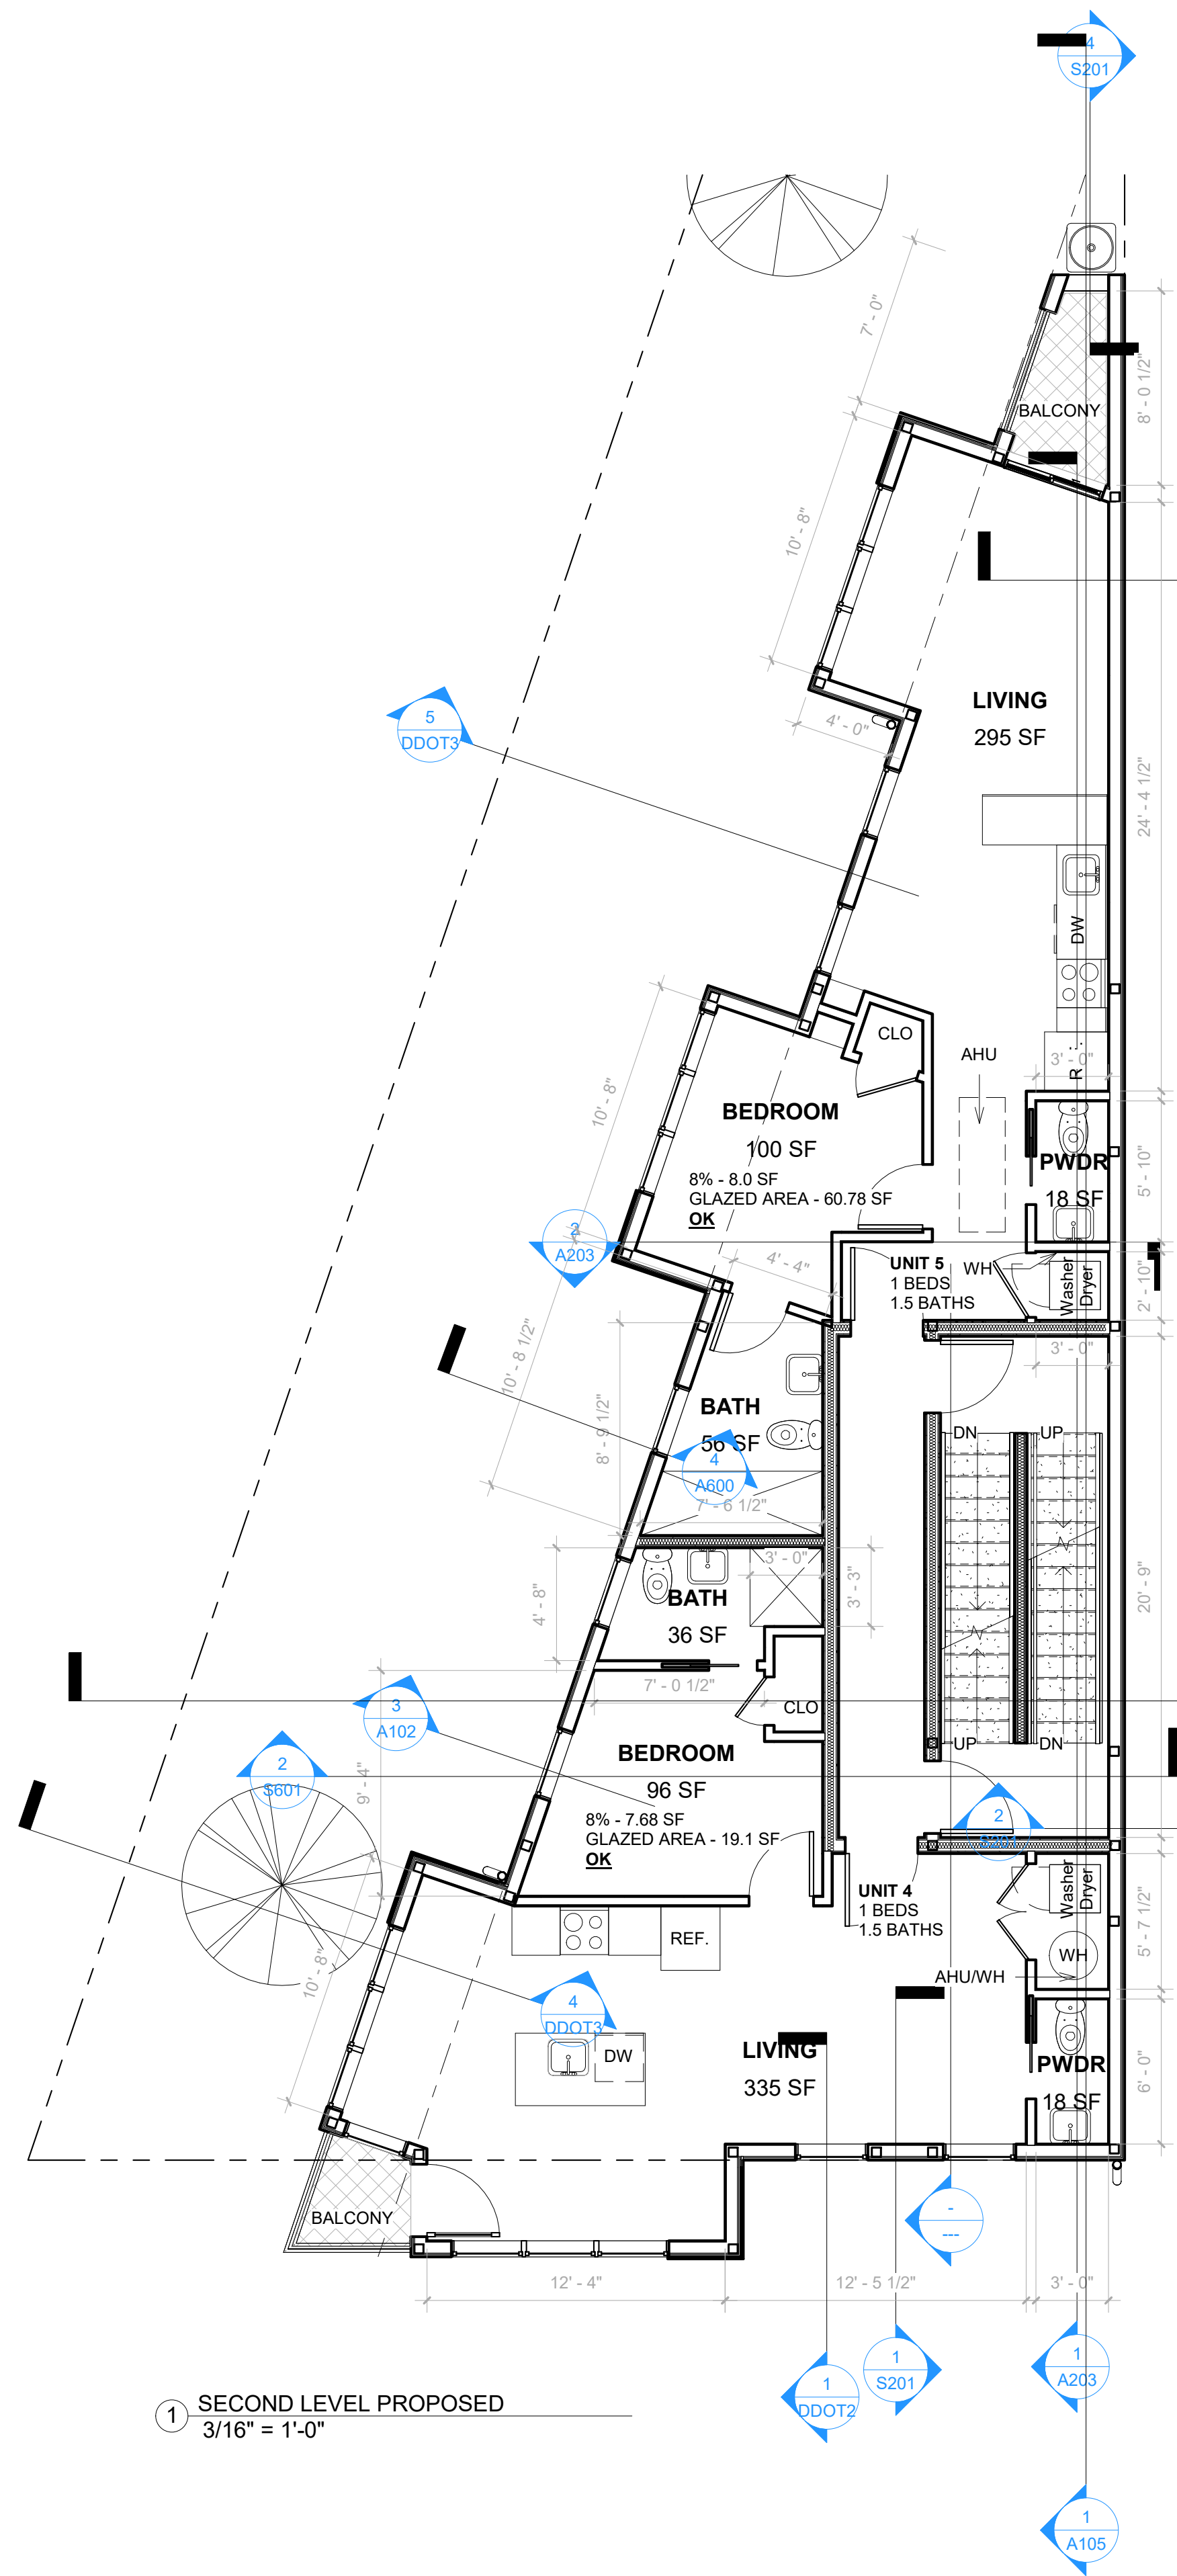 4
S201
7' - 0"
8' - 0 1/2"
BALCONY
10' - 8"
LIVING
295 SF
5
DDOT3
4' - 0"
24' - 4 1/2"
DW
CLO
AHU
3' - 0"
R
10' - 8"
BEDROOM
100 SF
8% - 8.0 SF
GLAZED AREA - 60.78 SF
OK
PWDR
18 SF
5' - 10"
2
A203
4' - 4"
UNIT 5
1 BEDS
1.5 BATHS
WH
Washer
Dryer
2' - 10"
3' - 0"
10' - 8 1/2"
8' - 9 1/2"
BATH
56 SF
4
A600
7' - 6 1/2"
DN
UP
3' - 0"
4' - 8"
BATH
36 SF
3' - 3"
20' - 9"
7' - 0 1/2"
CLO
3
A102
BEDROOM
96 SF
8% - 7.68 SF
GLAZED AREA - 19.1 SF
OK
UP
DN
2
S601
9' - 4"
2
S201
UNIT 4
1 BEDS
1.5 BATHS
Washer
Dryer
5' - 7 1/2"
REF.
WH
AHU/WH
10' - 8"
4
DDOT3
DW
LIVING
335 SF
PWDR
18 SF
6' - 0"
BALCONY
-
---
12' - 4"
12' - 5 1/2"
3' - 0"
1
DDOT2
1
S201
1
A203
1
SECOND LEVEL PROPOSED
3/16" = 1'-0"
1
A105